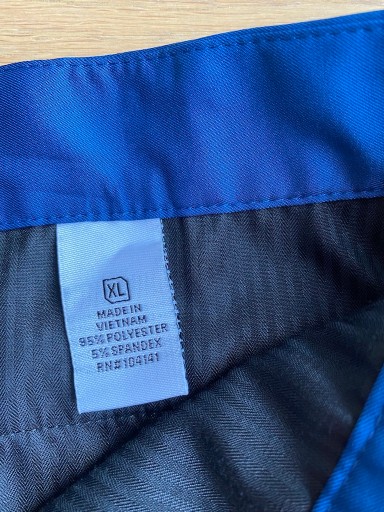 XL
MADE IN
VIETNAM
95% POLYESTER
5% SPANDEX
RN#104141